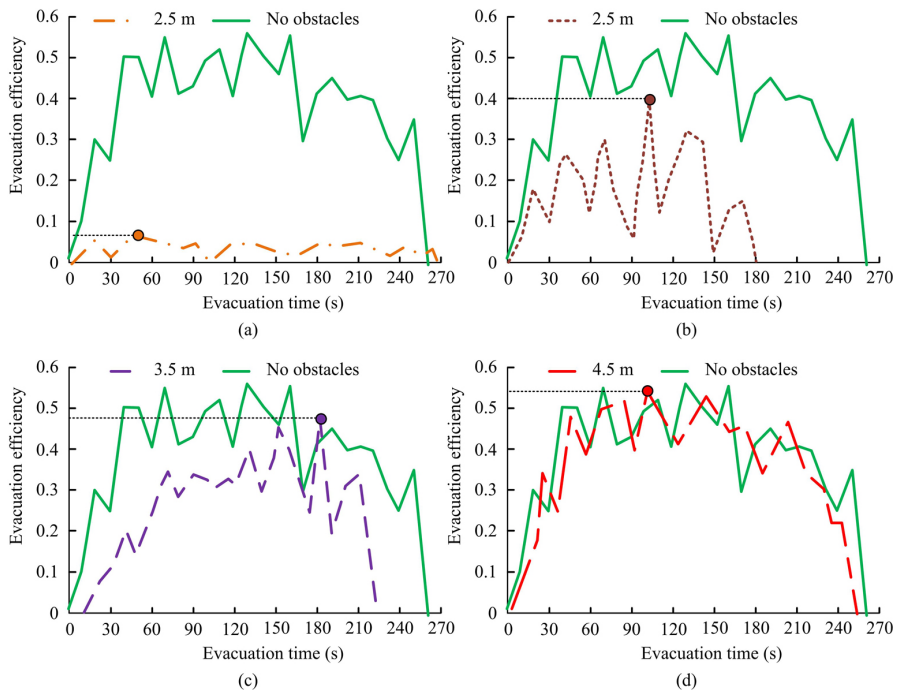 2.5 m No obstacles
Evacuation efficiency
0.6
0.5
0.4
0.3
0.2
0.1
0
0 30 60 90 120 150 180 210 240 270
Evacuation time (s)
(a)
2.5 m No obstacles
Evacuation efficiency
0.6
0.5
0.4
0.3
0.2
0.1
0
0 30 60 90 120 150 180 210 240 270
Evacuation time (s)
(b)
3.5 m No obstacles
Evacuation efficiency
0.6
0.5
0.4
0.3
0.2
0.1
0
0 30 60 90 120 150 180 210 240 270
Evacuation time (s)
(c)
4.5 m No obstacles
Evacuation efficiency
0.6
0.5
0.4
0.3
0.2
0.1
0
0 30 60 90 120 150 180 210 240 270
Evacuation time (s)
(d)